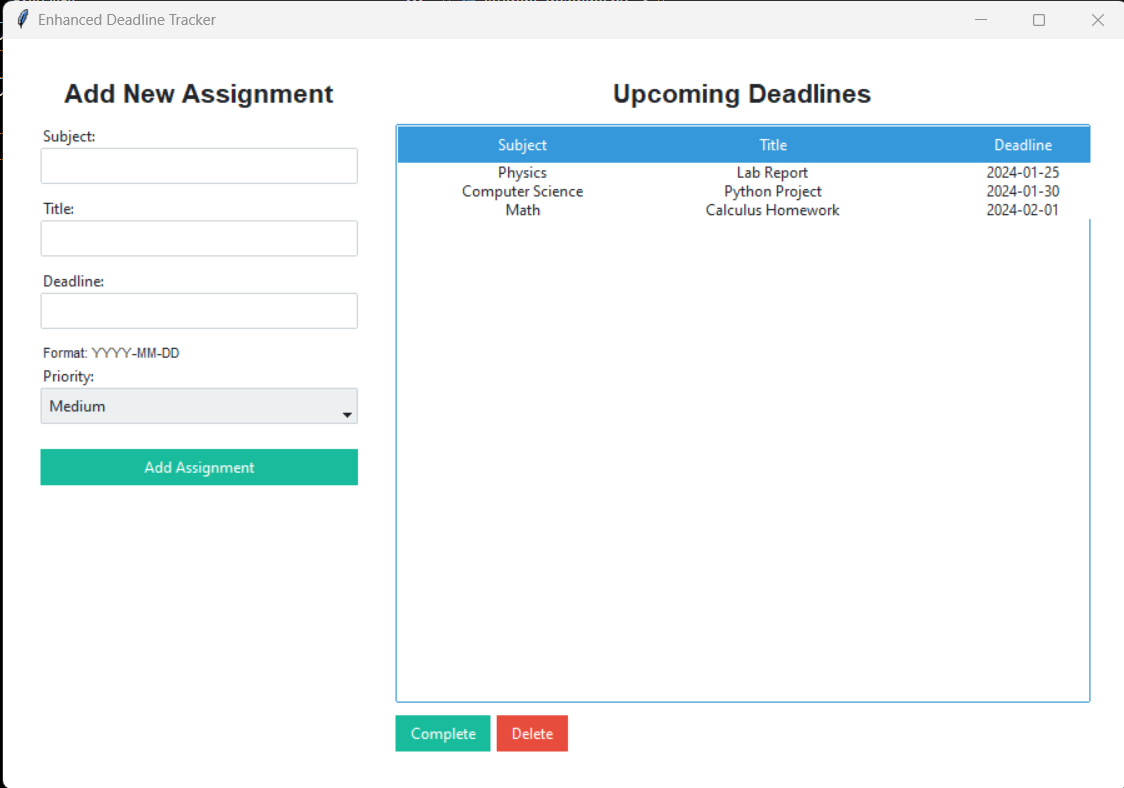 Enhanced Deadline Tracker
Add New Assignment
Subject:
Title:
Deadline:
Format: YYYY-MM-DD
Priority:
Medium
Add Assignment
Upcoming Deadlines
Subject Title Deadline
Physics Lab Report 2024-01-25
Computer Science Python Project 2024-01-30
Math Calculus Homework 2024-02-01
Complete Delete